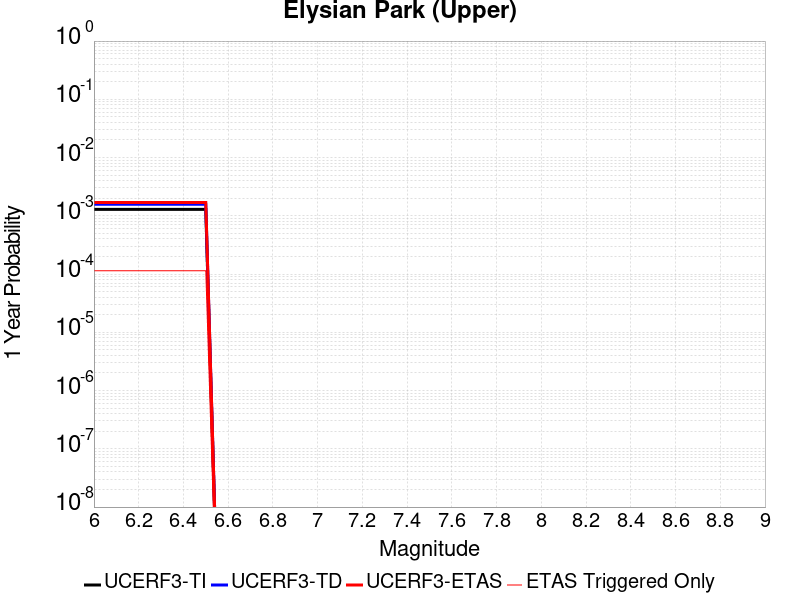 Elysian Park (Upper)
10^0
10^-1
10^-2
10^-3
10^-4
10^-5
10^-6
10^-7
10^-8
1 Year Probability
6 6.2 6.4 6.6 6.8 7 7.2 7.4 7.6 7.8 8 8.2 8.4 8.6 8.8 9
Magnitude
UCERF3-TI UCERF3-TD UCERF3-ETAS ETAS Triggered Only